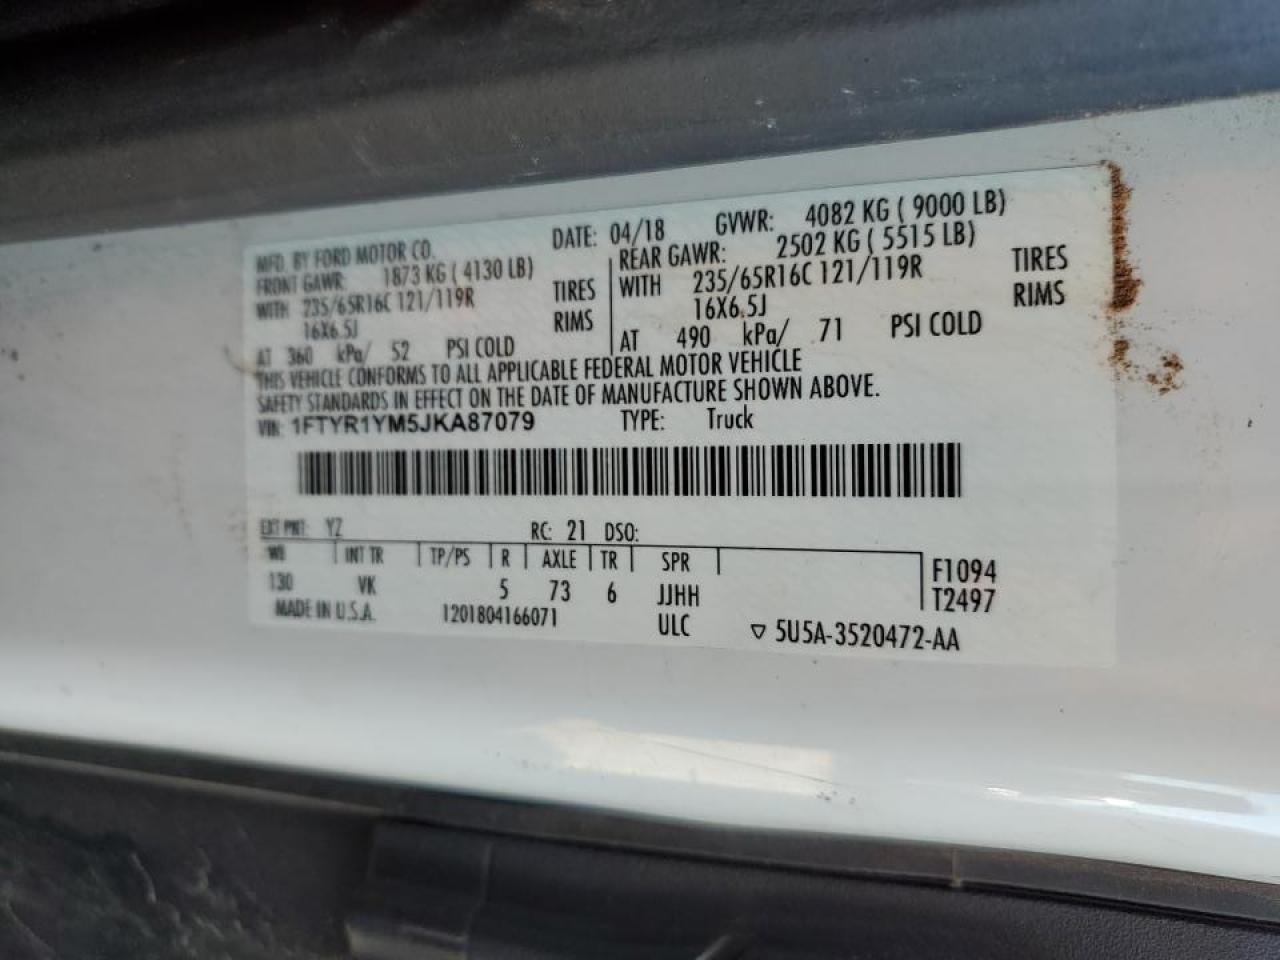 MFD. BY FORD MOTOR CO. DATE: 04/18 GVWR: 4082 KG ( 9000 LB)
FRONT GAWR: 1873 KG ( 4130 LB) REAR GAWR: 2502 KG ( 5515 LB)
WITH 235/65R16C 121/119R TIRES WITH 235/65R16C 121/119R TIRES
16X6.5J RIMS 16X6.5J RIMS
AT 360 kPa/ 52 PSI COLD AT 490 kPa/ 71 PSI COLD
THIS VEHICLE CONFORMS TO ALL APPLICABLE FEDERAL MOTOR VEHICLE
SAFETY STANDARDS IN EFFECT ON THE DATE OF MANUFACTURE SHOWN ABOVE.
VIN: 1FTYR1YM5JKA87079 TYPE: Truck
EXT PNT: YZ RC: 21 DSO:
WB INT TR TP/PS R AXLE TR SPR F1094
130 VK 5 73 6 JJHH T2497
MADE IN U.S.A. 1201804166071 ULC ▽ 5U5A-3520472-AA